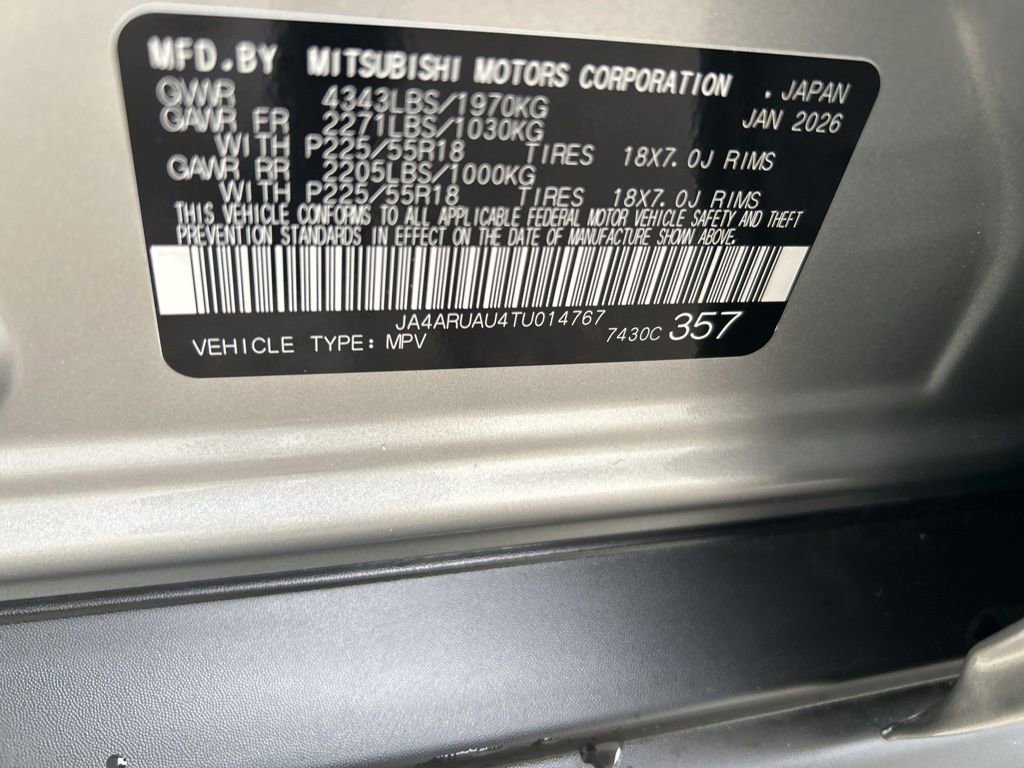 MFD.BY MITSUBISHI MOTORS CORPORATION . JAPAN
GVWR 4343LBS/1970KG JAN 2026
GAWR FR 2271LBS/1030KG
WITH P225/55R18 TIRES 18X7.0J RIMS
GAWR RR 2205LBS/1000KG
WITH P225/55R18 TIRES 18X7.0J RIMS
THIS VEHICLE CONFORMS TO ALL APPLICABLE FEDERAL MOTOR VEHICLE SAFETY AND THEFT
PREVENTION STANDARDS IN EFFECT ON THE DATE OF MANUFACTURE SHOWN ABOVE.
JA4ARUAU4TU014767
VEHICLE TYPE: MPV 7430C 357